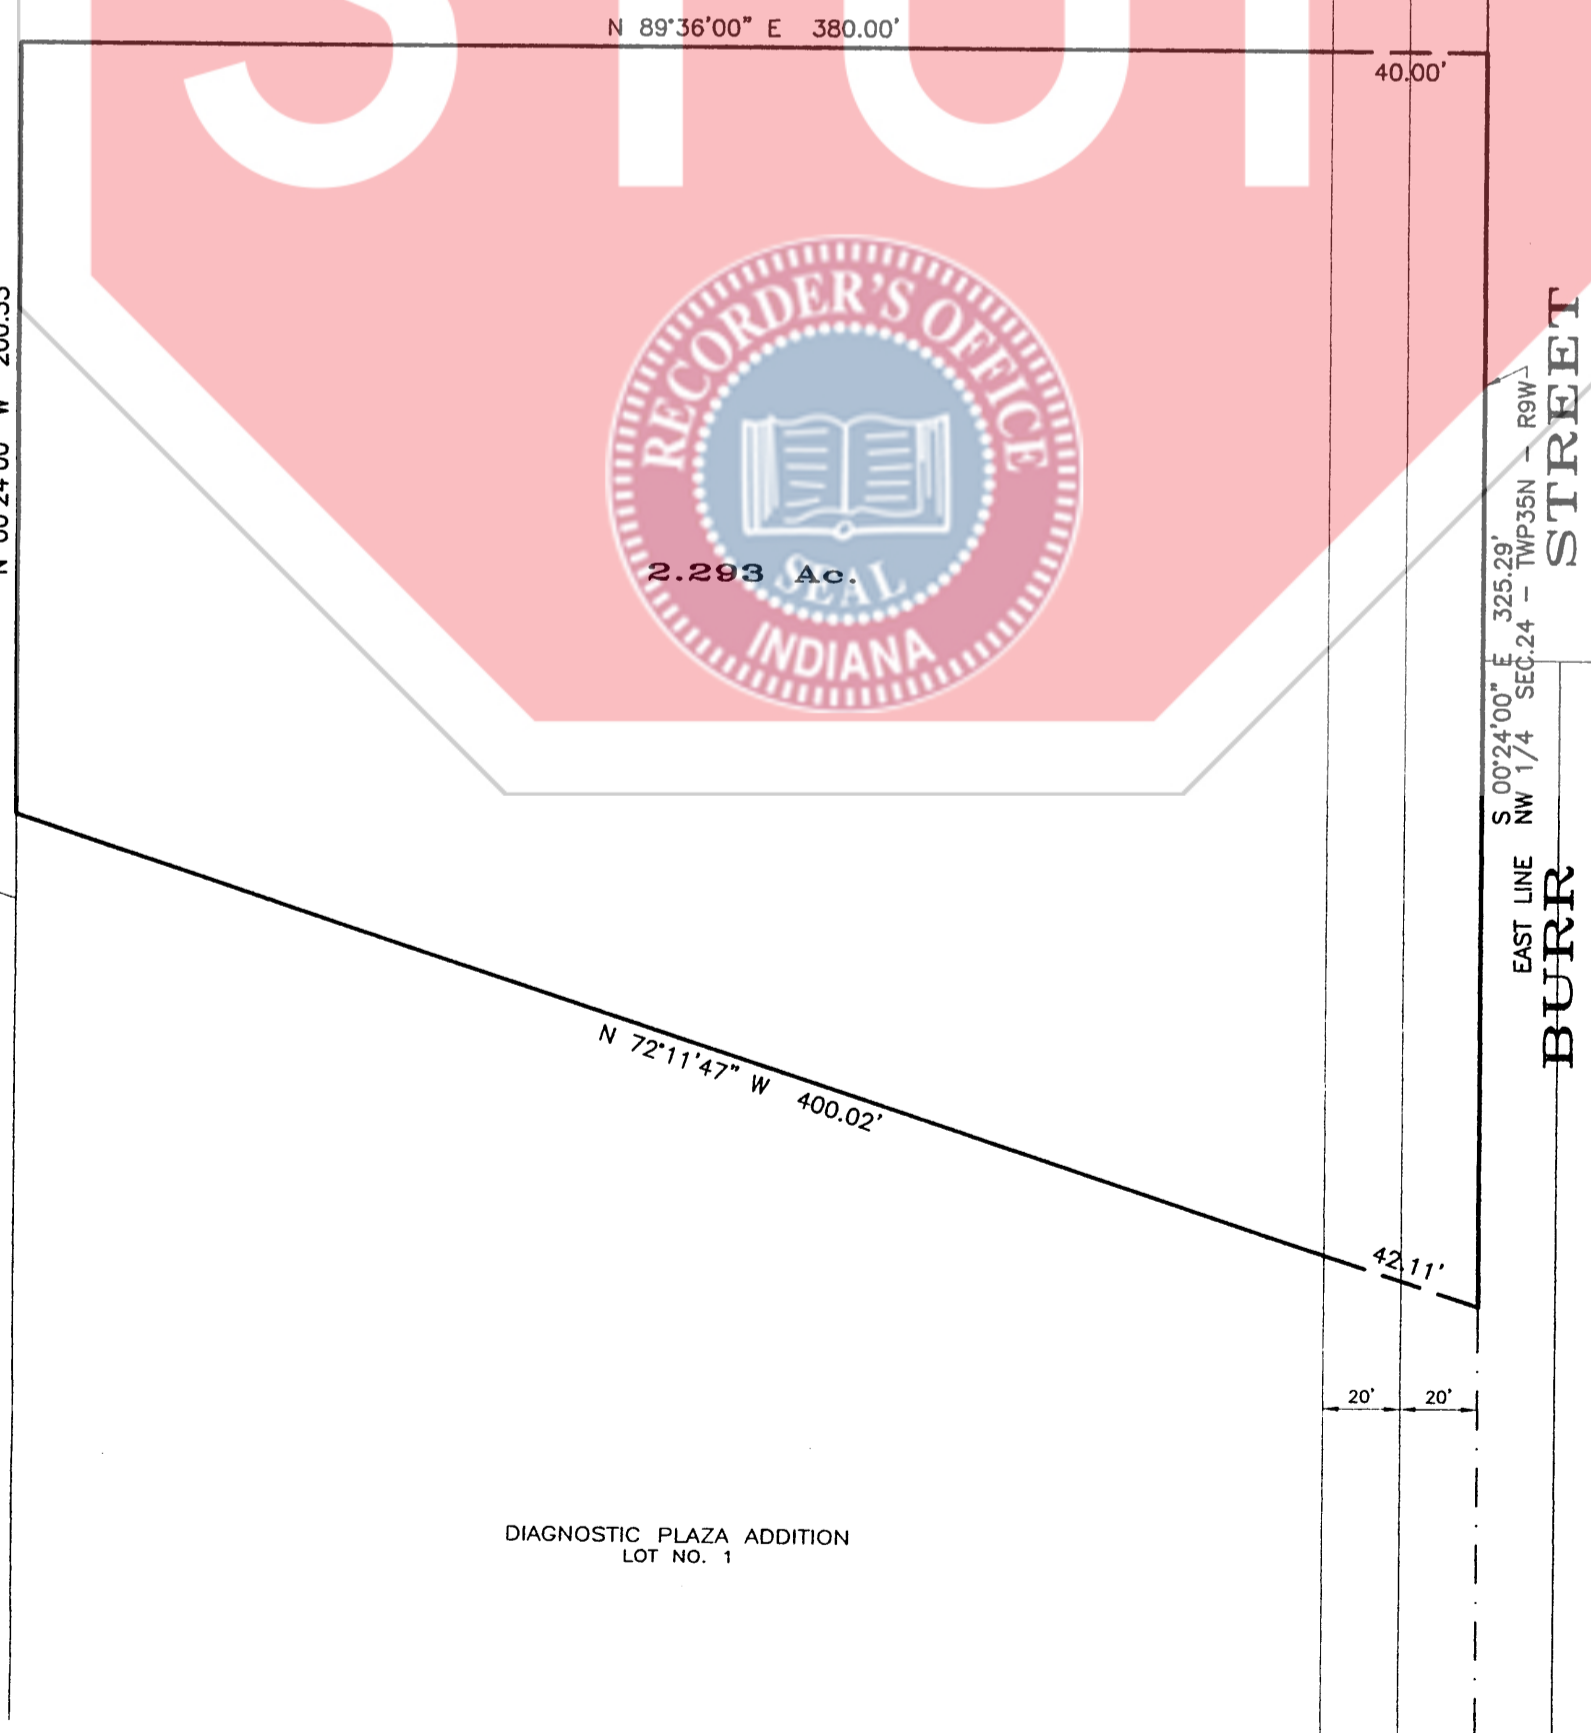 N 89°36'00" E 380.00'
40.00'
RECORDER'S OFFICE
SEAL
INDIANA
2.293 Ac.
S 00°24'00" E 325.29'
EAST LINE NW 1/4 SEC.24 - TWP35N - R9W
BURR STREET
N 72°11'47" W 400.02'
42.11'
20' 20'
DIAGNOSTIC PLAZA ADDITION
LOT NO. 1